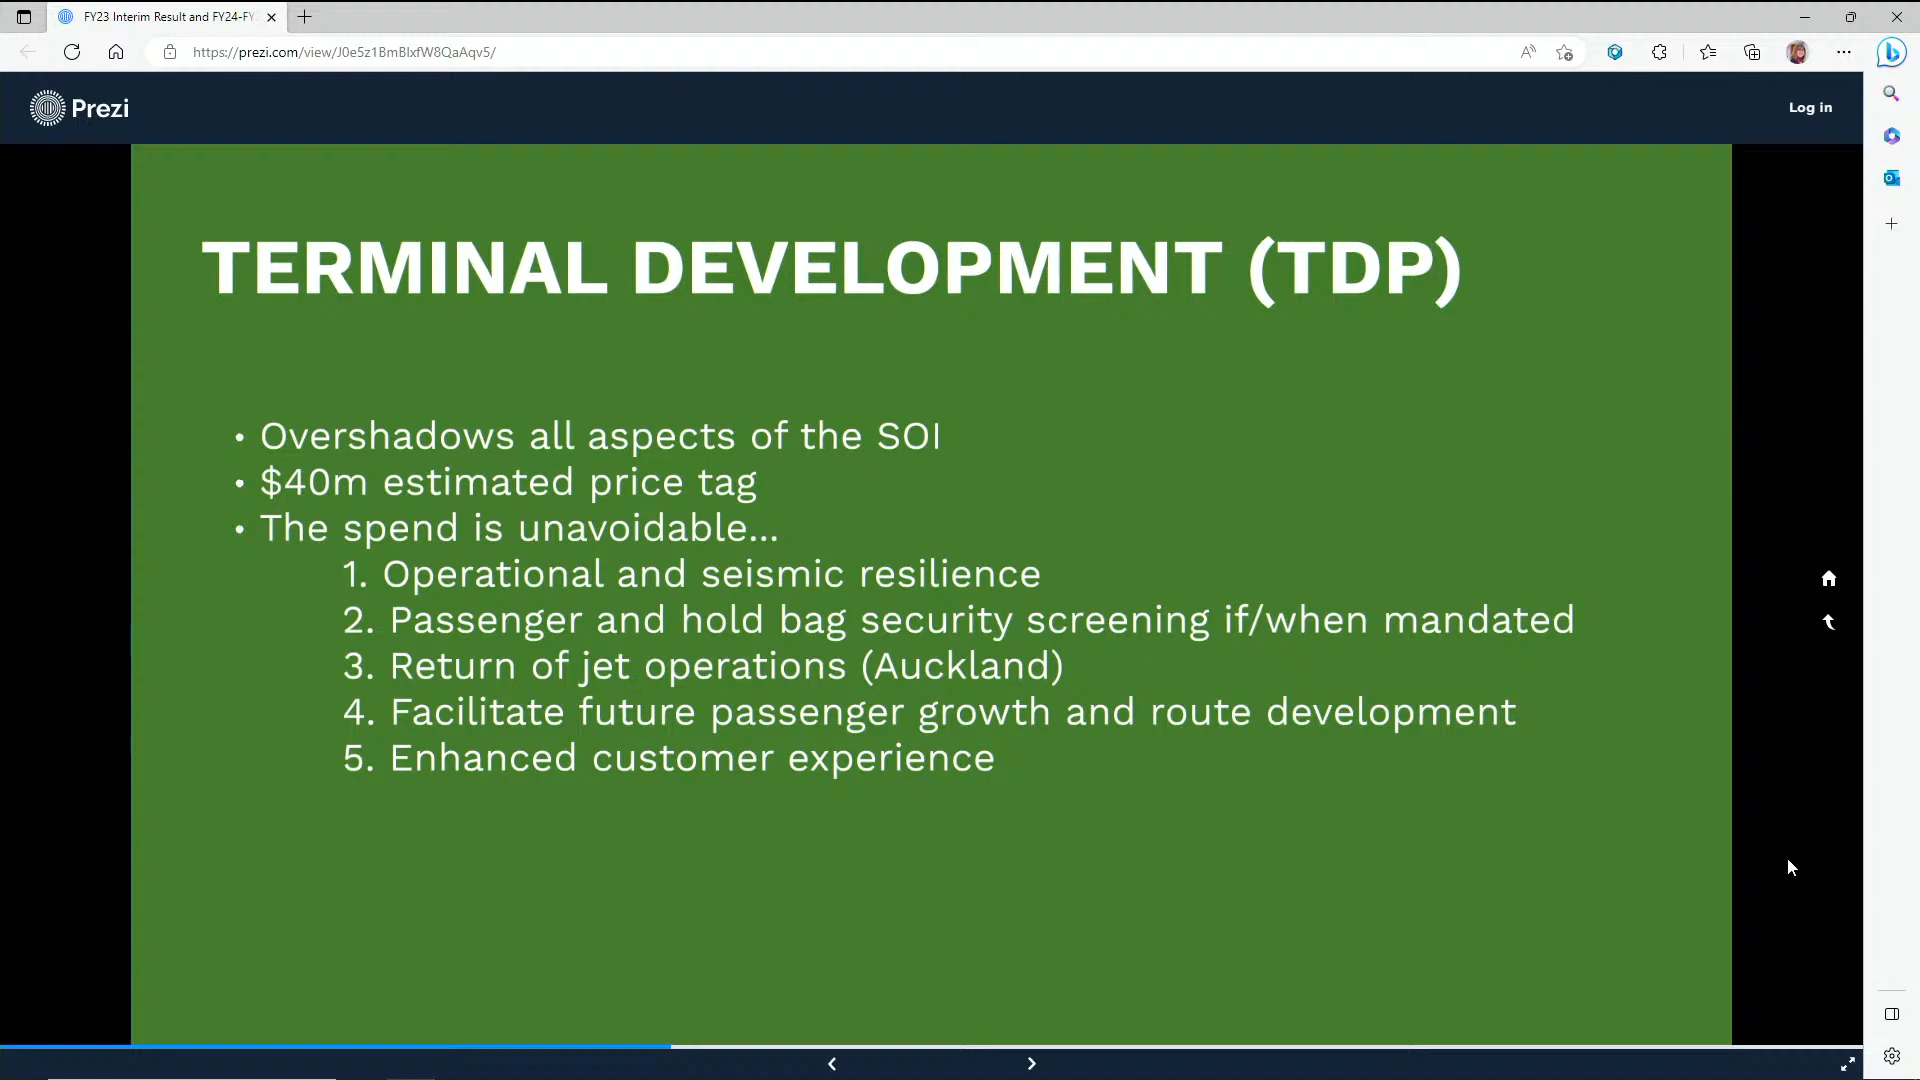 FY23 Interim Result and FY24-FY
https://prezi.com/view/J0e5z1BmBlxfW8QaAqv5/
Prezi
Log in
TERMINAL DEVELOPMENT (TDP)
• Overshadows all aspects of the SOI
• $40m estimated price tag
• The spend is unavoidable...
1. Operational and seismic resilience
2. Passenger and hold bag security screening if/when mandated
3. Return of jet operations (Auckland)
4. Facilitate future passenger growth and route development
5. Enhanced customer experience